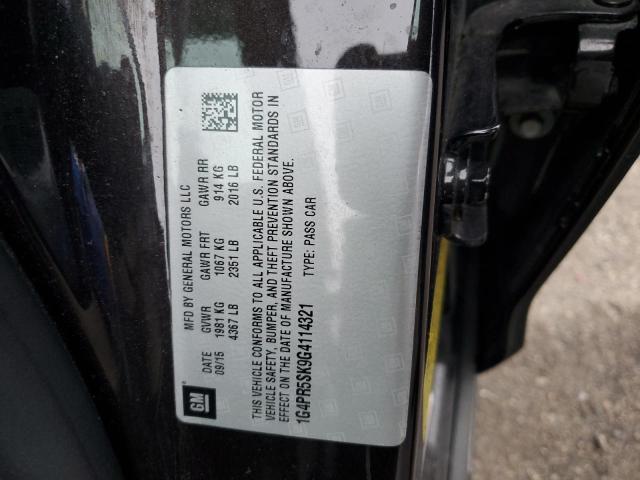 GM
MFD BY GENERAL MOTORS LLC
DATE GVWR GAWR FRT GAWR RR
09/15 1981 KG 1067 KG 914 KG
4367 LB 2351 LB 2016 LB
THIS VEHICLE CONFORMS TO ALL APPLICABLE U.S. FEDERAL MOTOR
VEHICLE SAFETY, BUMPER, AND THEFT PREVENTION STANDARDS IN
EFFECT ON THE DATE OF MANUFACTURE SHOWN ABOVE.
1G4PR5SK9G4114321 TYPE: PASS CAR